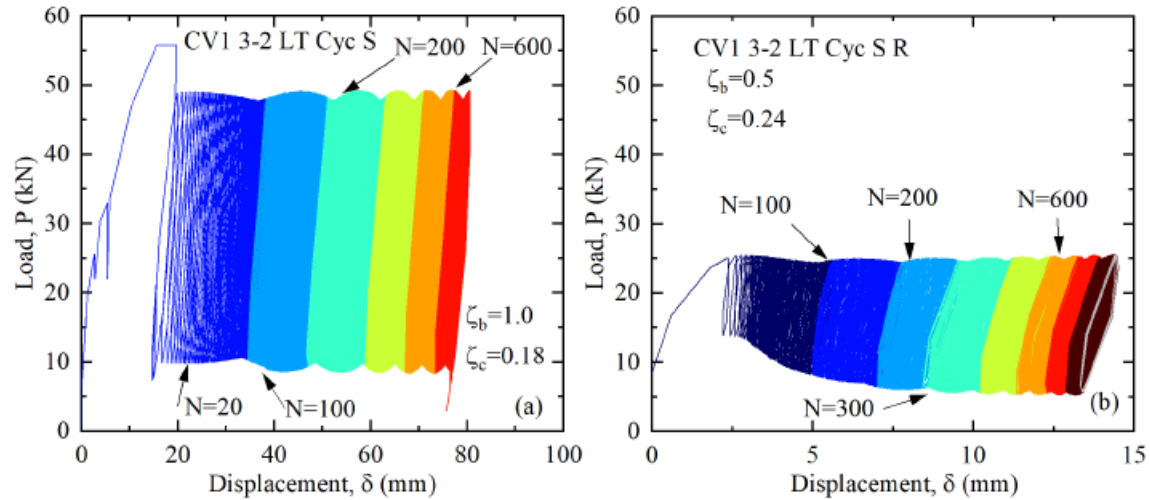 60
50
40
30
20
10
0
Load, P (kN)
CV1 3-2 LT Cyc S
N=200
N=600
ζb=1.0
ζc=0.18
N=20
N=100
(a)
0 20 40 60 80 100
Displacement, δ (mm)
60
50
40
30
20
10
0
Load, P (kN)
CV1 3-2 LT Cyc S R
ζb=0.5
ζc=0.24
N=100
N=200
N=600
N=300
(b)
0 5 10 15
Displacement, δ (mm)